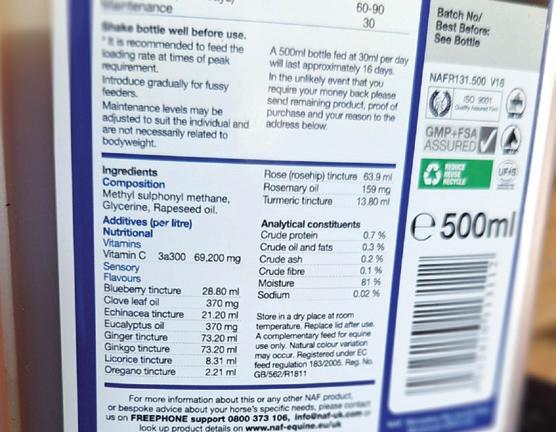 Maintenance 60-90
30
Shake bottle well before use.
* It is recommended to feed the
loading rate at times of peak
requirement.
Introduce gradually for fussy
feeders.
Maintenance levels may be
adjusted to suit the individual and
are not necessarily related to
bodyweight.
A 500ml bottle fed at 30ml per day
will last approximately 16 days.
In the unlikely event that you
require your money back please
send remaining product, proof of
purchase and your reason to the
address below.
Ingredients
Composition
Methyl sulphonyl methane,
Glycerine, Rapeseed oil.
Additives (per litre)
Nutritional
Vitamins
Vitamin C 3a300 69,200 mg
Sensory
Flavours
Blueberry tincture 28.80 ml
Clove leaf oil 370 mg
Echinacea tincture 21.20 ml
Eucalyptus oil 370 mg
Ginger tincture 73.20 ml
Ginkgo tincture 73.20 ml
Licorice tincture 8.31 ml
Oregano tincture 2.21 ml
Rose (rosehip) tincture 63.9 ml
Rosemary oil 159 mg
Turmeric tincture 13.80 ml
Analytical constituents
Crude protein 0.7 %
Crude oil and fats 0.3 %
Crude ash 0.2 %
Crude fibre 0.1 %
Moisture 81 %
Sodium 0.02 %
Store in a dry place at room
temperature. Replace lid after use.
A complementary feed for equine
use only. Natural colour variation
may occur. Registered under EC
feed regulation 183/2005. Reg. No.
GB/562/R1811
For more information about this or any other NAF product,
or bespoke advice about your horse's specific needs, please contact
us on FREEPHONE support 0800 373 106, info@naf-uk.com or
look up product details on www.naf-equine.eu/uk
Batch No/
Best Before:
See Bottle
NAFR131.500 V16
ISO 9001
Quality Assured Firm
GMP+FSA
ASSURED
REDUCE
REUSE
RECYCLE
UFAS
e 500ml